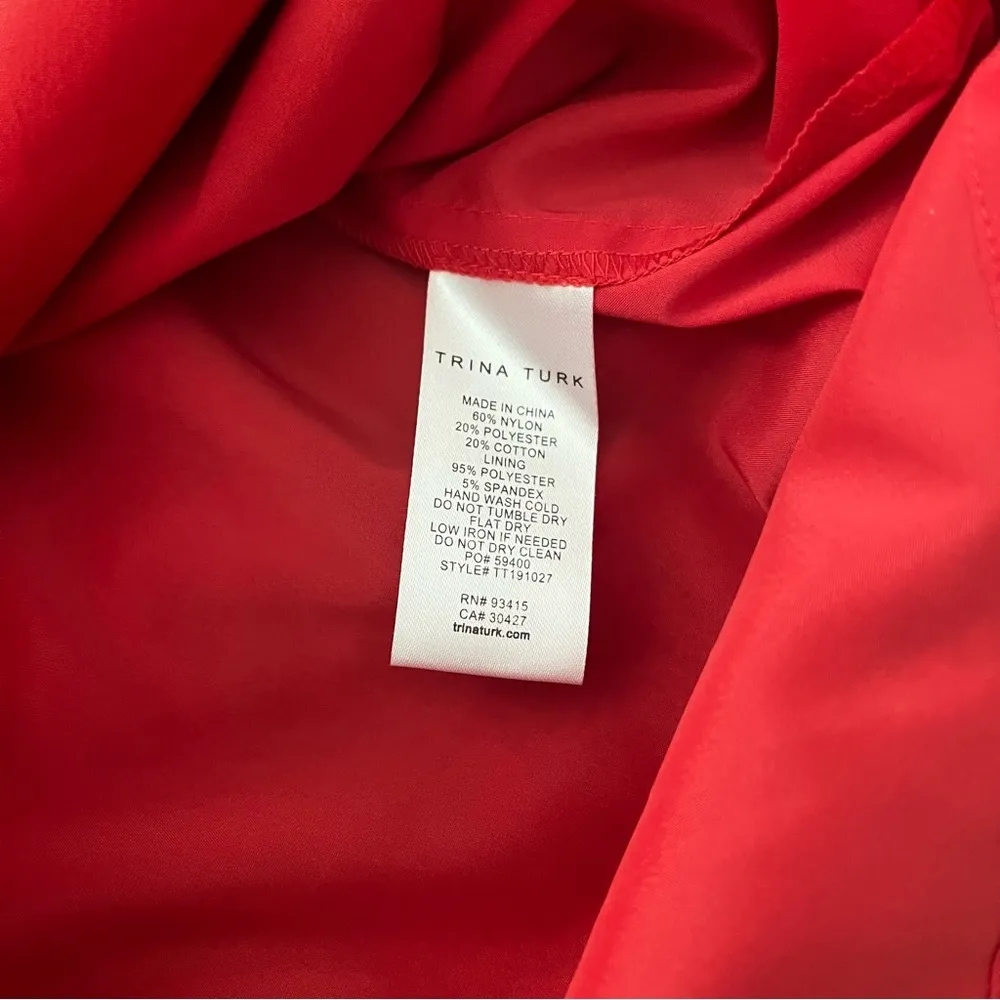 TRINA TURK
MADE IN CHINA
60% NYLON
20% POLYESTER
20% COTTON
LINING
95% POLYESTER
5% SPANDEX
HAND WASH COLD
DO NOT TUMBLE DRY
FLAT DRY
LOW IRON IF NEEDED
DO NOT DRY CLEAN
PO# 59400
STYLE# TT191027
RN# 93415
CA# 30427
trinaturk.com